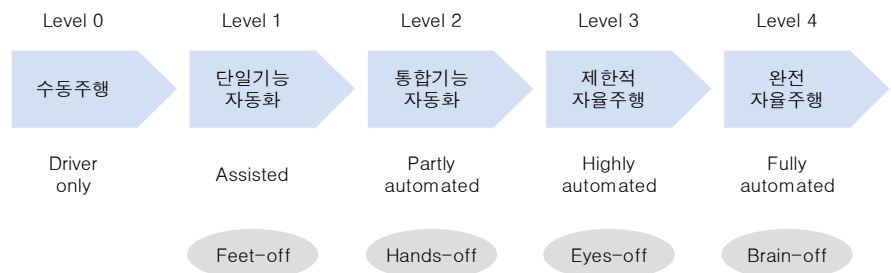 Level 0
Level 1
Level 2
Level 3
Level 4
수동주행
단일기능
자동화
통합기능
자동화
제한적
자율주행
완전
자율주행
Driver
only
Assisted
Partly
automated
Highly
automated
Fully
automated
Feet-off
Hands-off
Eyes-off
Brain-off